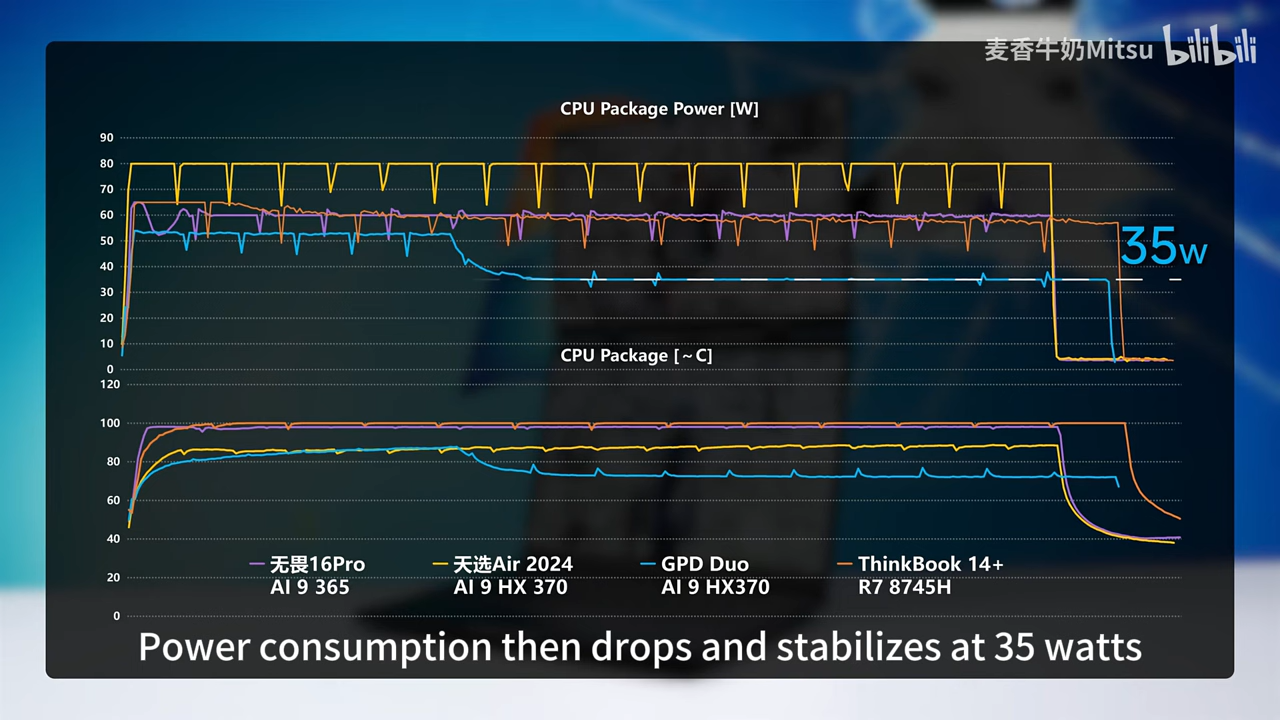 麦香牛奶Mitsu bilibili
CPU Package Power [W]
90
80
70
60
50
40
30
20
10
0
35w
CPU Package [~C]
120
100
80
60
40
20
0
无畏16Pro
AI 9 365
天选Air 2024
AI 9 HX 370
GPD Duo
AI 9 HX370
ThinkBook 14+
R7 8745H
Power consumption then drops and stabilizes at 35 watts